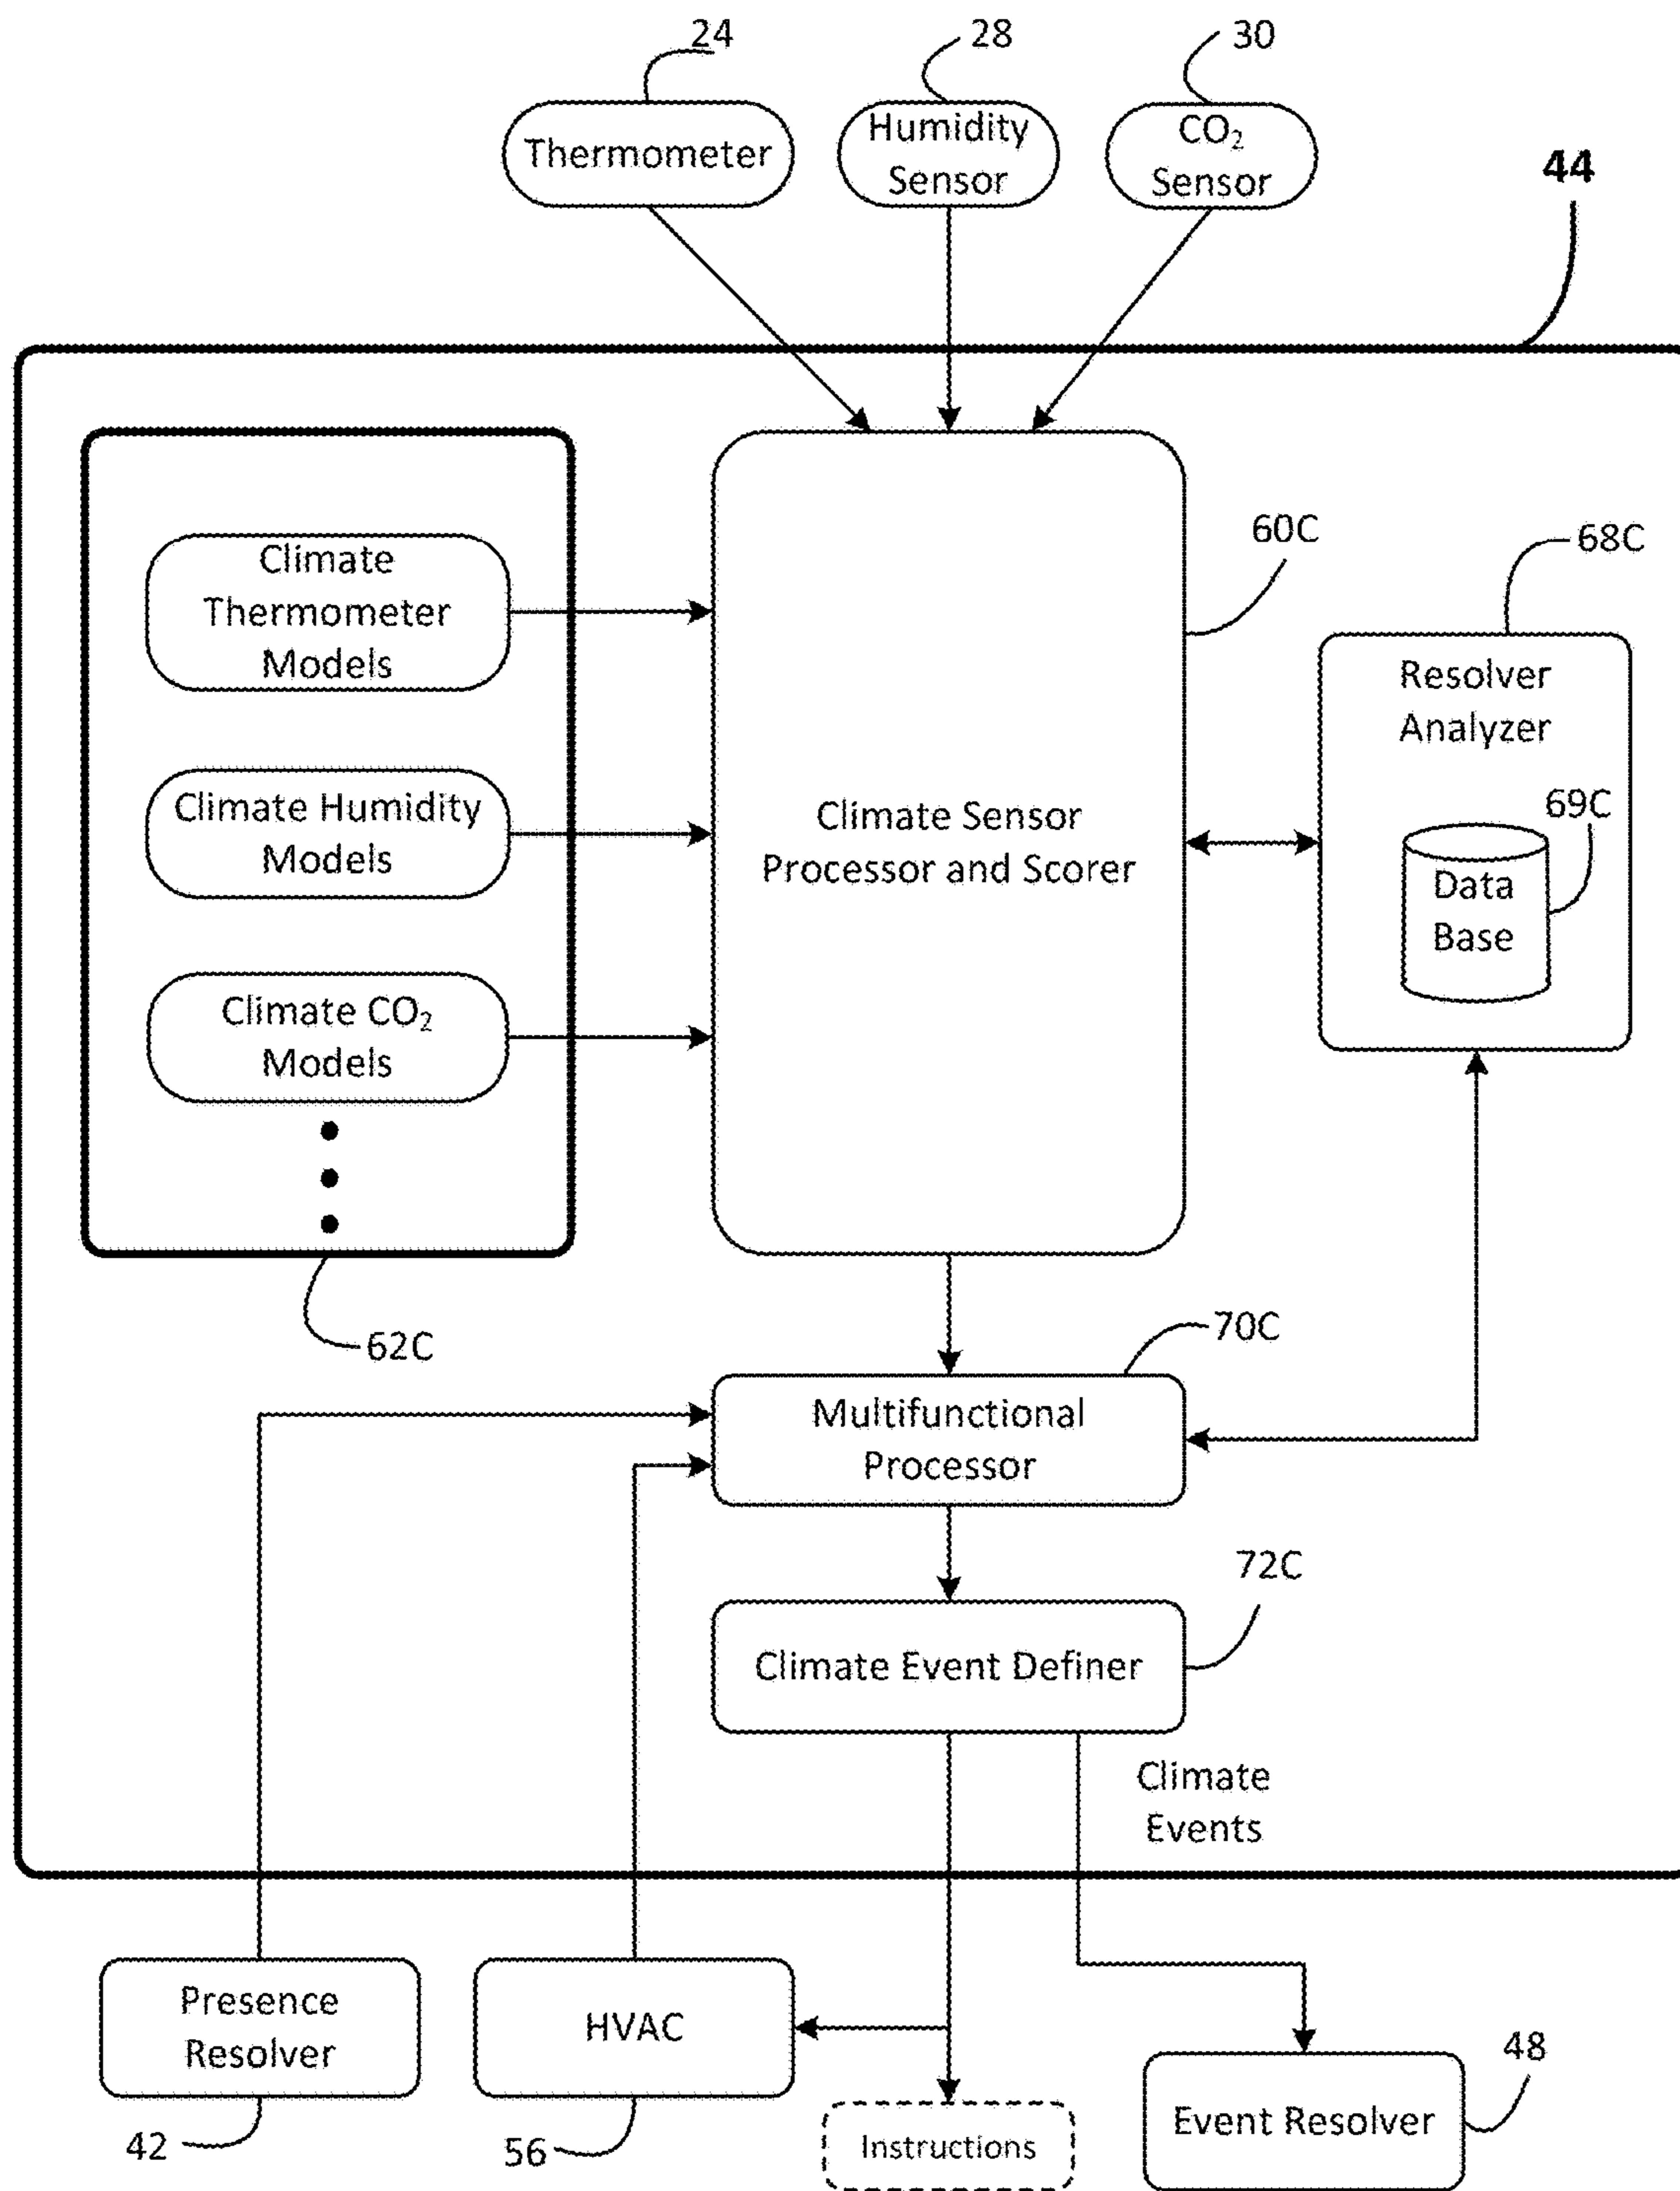 24
28
30
Thermometer
Humidity
Sensor
CO₂
Sensor
44
60C
68C
Climate
Thermometer
Models
Resolver
Analyzer
Climate Humidity
Models
Climate Sensor
Processor and Scorer
69C
Data
Base
Climate CO₂
Models
62C
70C
Multifunctional
Processor
72C
Climate Event Definer
Climate
Events
Presence
Resolver
HVAC
48
42
56
Instructions
Event Resolver